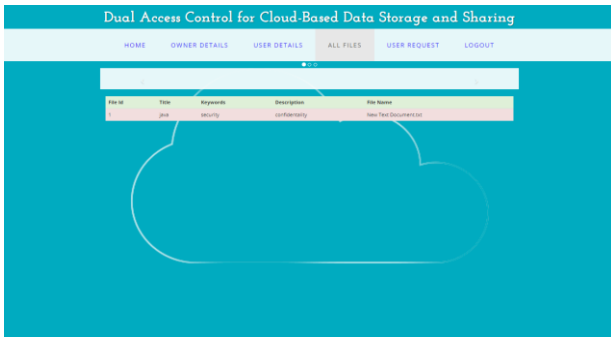 Dual Access Control for Cloud-Based Data Storage and Sharing
HOME OWNER DETAILS USER DETAILS ALL FILES USER REQUEST LOGOUT
File Id Title Keywords Description File Name
1 java security confidentiality New Text Document.txt